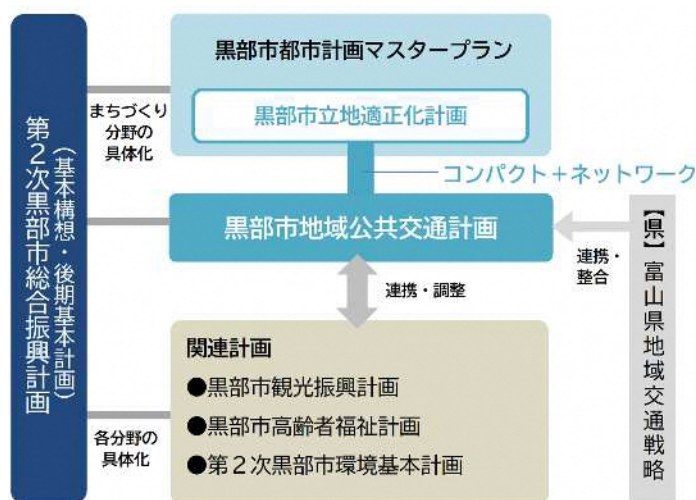 第２次黒部市総合振興計画
（基本構想・後期基本計画）
まちづくり
分野の
具体化
各分野の
具体化
黒部市都市計画マスタープラン
黒部市立地適正化計画
コンパクト＋ネットワーク
黒部市地域公共交通計画
連携・調整
関連計画
●黒部市観光振興計画
●黒部市高齢者福祉計画
●第２次黒部市環境基本計画
連携・
整合
【県】富山県地域交通戦略